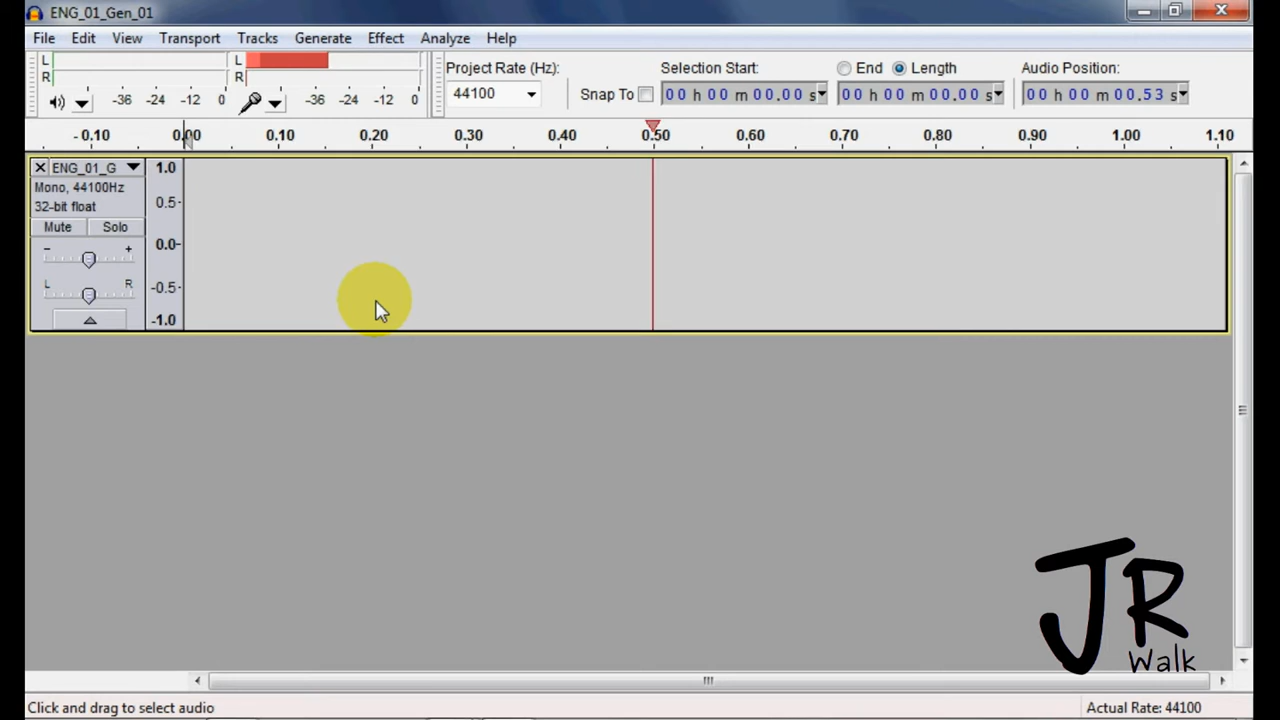 ENG_01_Gen_01
File Edit View Transport Tracks Generate Effect Analyze Help
L L Project Rate (Hz): Selection Start: End Length Audio Position:
R R
-36 -24 -12 0 -36 -24 -12 0 44100 Snap To 00 h 00 m 00.00 s 00 h 00 m 00.00 s 00 h 00 m 00.53 s
-0.10 0.00 0.10 0.20 0.30 0.40 0.50 0.60 0.70 0.80 0.90 1.00 1.10
ENG_01_G 1.0
Mono, 44100Hz
32-bit float 0.5
Mute Solo
- + 0.0
L R -0.5
-1.0
JR
Walk
Click and drag to select audio Actual Rate: 44100